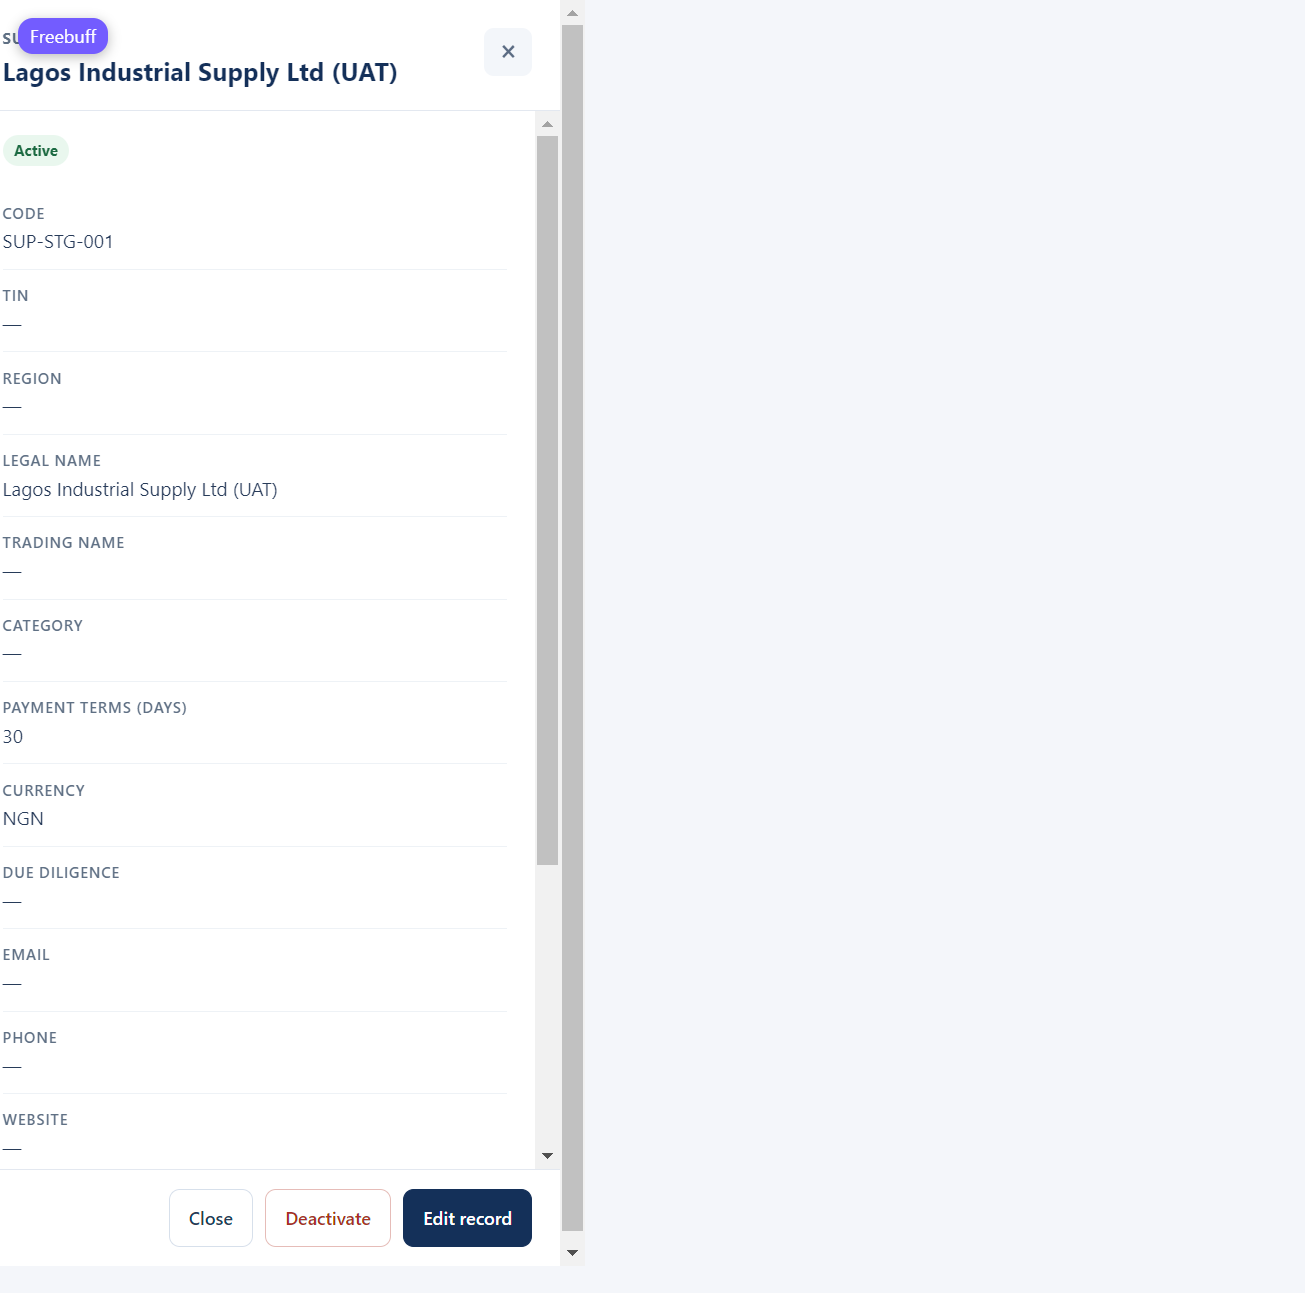 Freebuff
Lagos Industrial Supply Ltd (UAT)
×
Active
CODE
SUP-STG-001
TIN
—
REGION
—
LEGAL NAME
Lagos Industrial Supply Ltd (UAT)
TRADING NAME
—
CATEGORY
—
PAYMENT TERMS (DAYS)
30
CURRENCY
NGN
DUE DILIGENCE
—
EMAIL
—
PHONE
—
WEBSITE
—
Close Deactivate Edit record